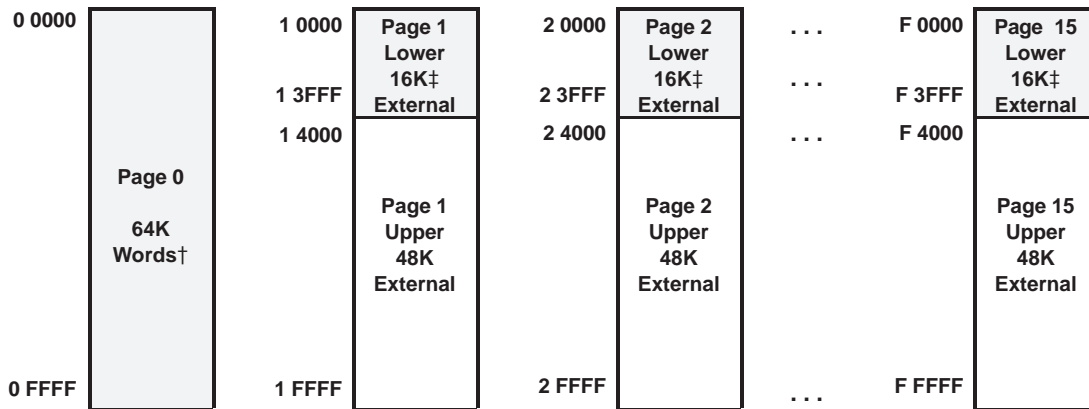 0 0000
Page 0
64K
Words†
0 FFFF
1 0000
1 3FFF
1 4000
1 FFFF
Page 1
Lower
16K‡
External
Page 1
Upper
48K
External
2 0000
2 3FFF
2 4000
2 FFFF
Page 2
Lower
16K‡
External
Page 2
Upper
48K
External
. . .
. . .
. . .
. . .
F 0000
F 3FFF
F 4000
F FFFF
Page 15
Lower
16K‡
External
Page 15
Upper
48K
External